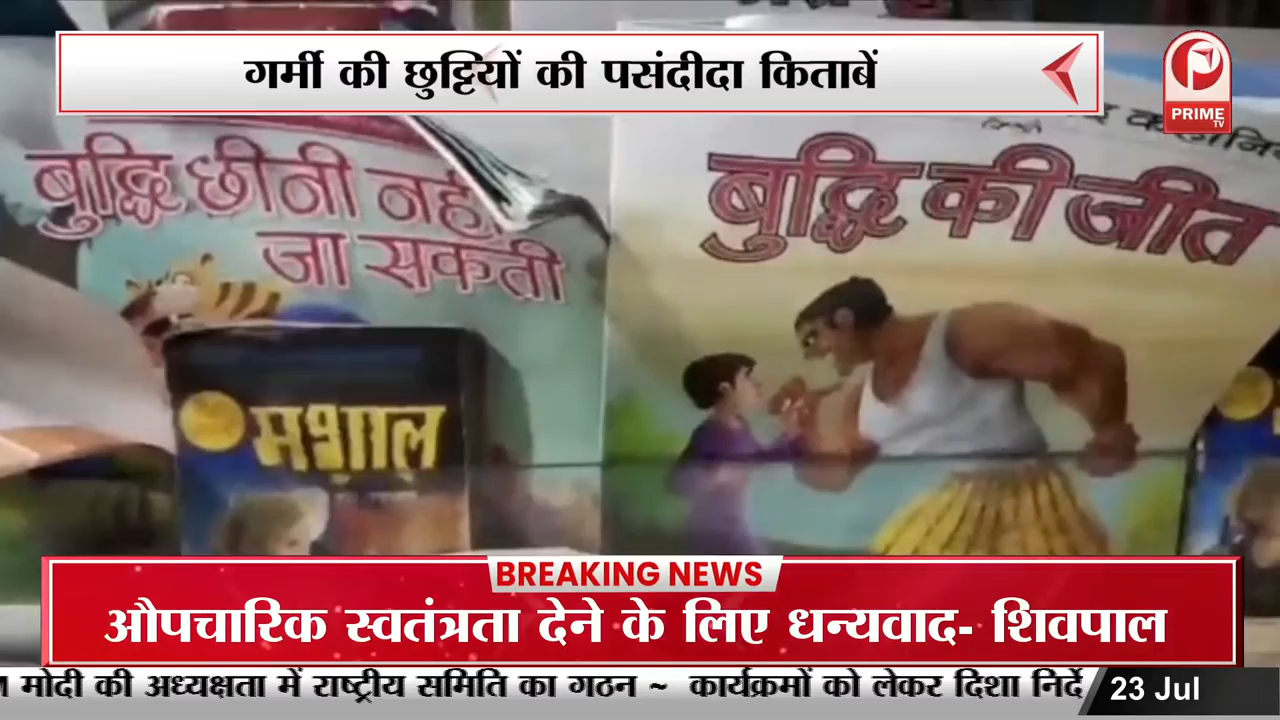 गर्मी की छुट्टियों की पसंदीदा किताबें
PRIME
TV
बुद्धि छीनी नहीं
जा सकती
बुद्धि की जीत
मशाल
BREAKING NEWS
औपचारिक स्वतंत्रता देने के लिए धन्यवाद- शिवपाल
मोदी की अध्यक्षता में राष्ट्रीय समिति का गठन ~ कार्यक्रमों को लेकर दिशा निर्दे
23 Jul